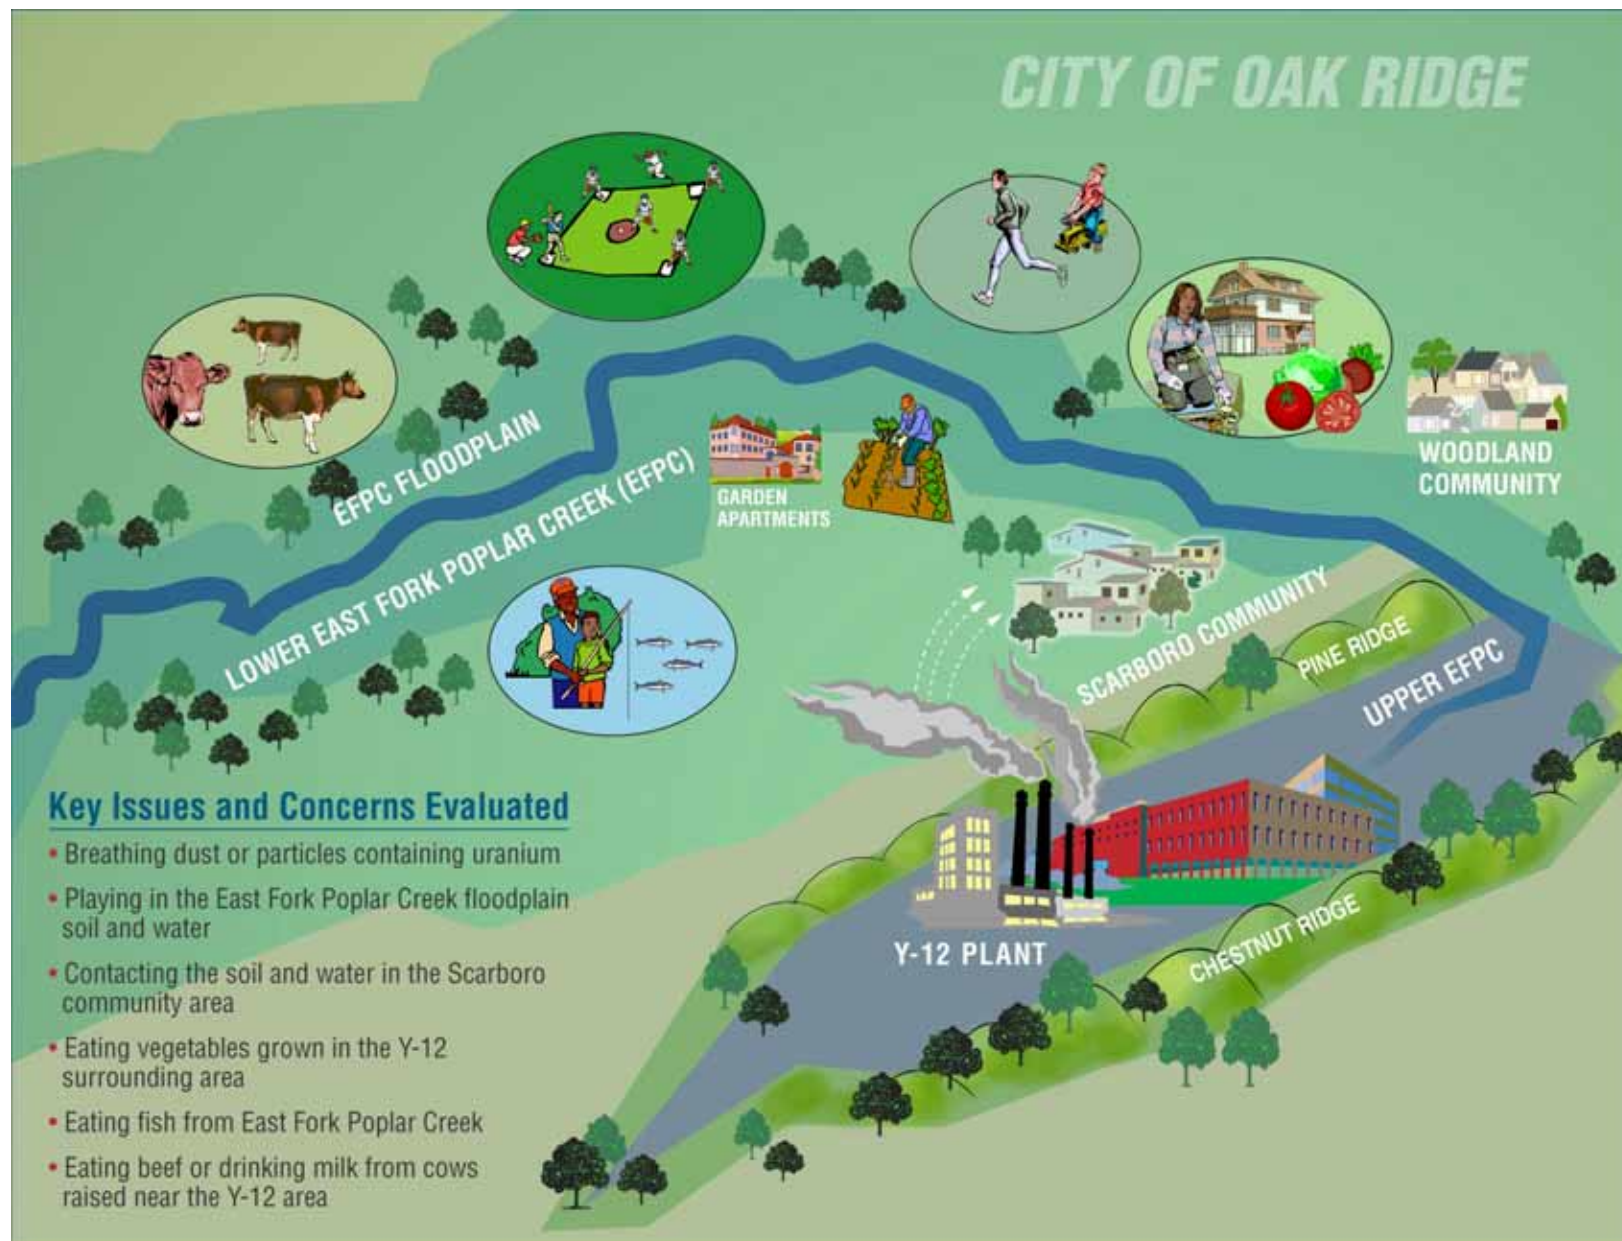 CITY OF OAK RIDGE
EFPC FLOODPLAIN
LOWER EAST FORK POPLAR CREEK (EFPC)
GARDEN
APARTMENTS
WOODLAND
COMMUNITY
SCARBORO COMMUNITY
PINE RIDGE
UPPER EFPC
Y-12 PLANT
CHESTNUT RIDGE
Key Issues and Concerns Evaluated
• Breathing dust or particles containing uranium
• Playing in the East Fork Poplar Creek floodplain
soil and water
• Contacting the soil and water in the Scarboro
community area
• Eating vegetables grown in the Y-12
surrounding area
• Eating fish from East Fork Poplar Creek
• Eating beef or drinking milk from cows
raised near the Y-12 area